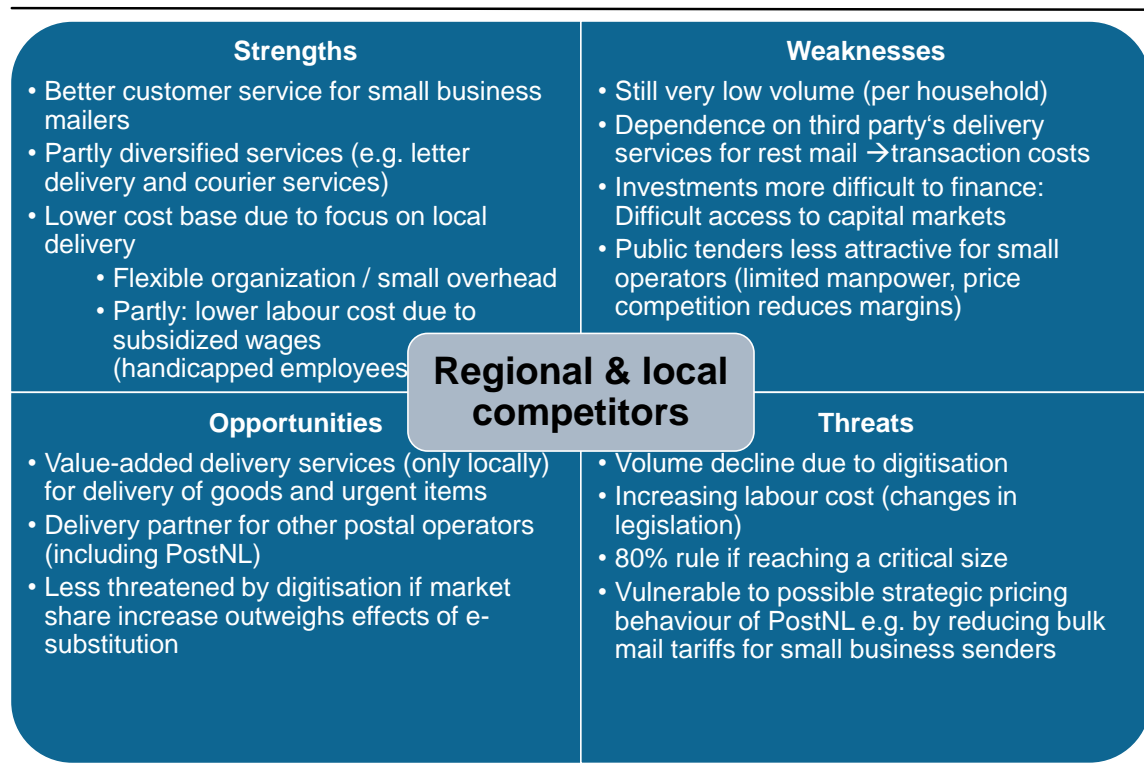 Strengths
• Better customer service for small business
mailers
• Partly diversified services (e.g. letter
delivery and courier services)
• Lower cost base due to focus on local
delivery
• Flexible organization / small overhead
• Partly: lower labour cost due to
subsidized wages
(handicapped employees
Weaknesses
• Still very low volume (per household)
• Dependence on third party‘s delivery
services for rest mail →transaction costs
• Investments more difficult to finance:
Difficult access to capital markets
• Public tenders less attractive for small
operators (limited manpower, price
competition reduces margins)
Regional & local
competitors
Opportunities
• Value-added delivery services (only locally)
for delivery of goods and urgent items
• Delivery partner for other postal operators
(including PostNL)
• Less threatened by digitisation if market
share increase outweighs effects of e-
substitution
Threats
• Volume decline due to digitisation
• Increasing labour cost (changes in
legislation)
• 80% rule if reaching a critical size
• Vulnerable to possible strategic pricing
behaviour of PostNL e.g. by reducing bulk
mail tariffs for small business senders